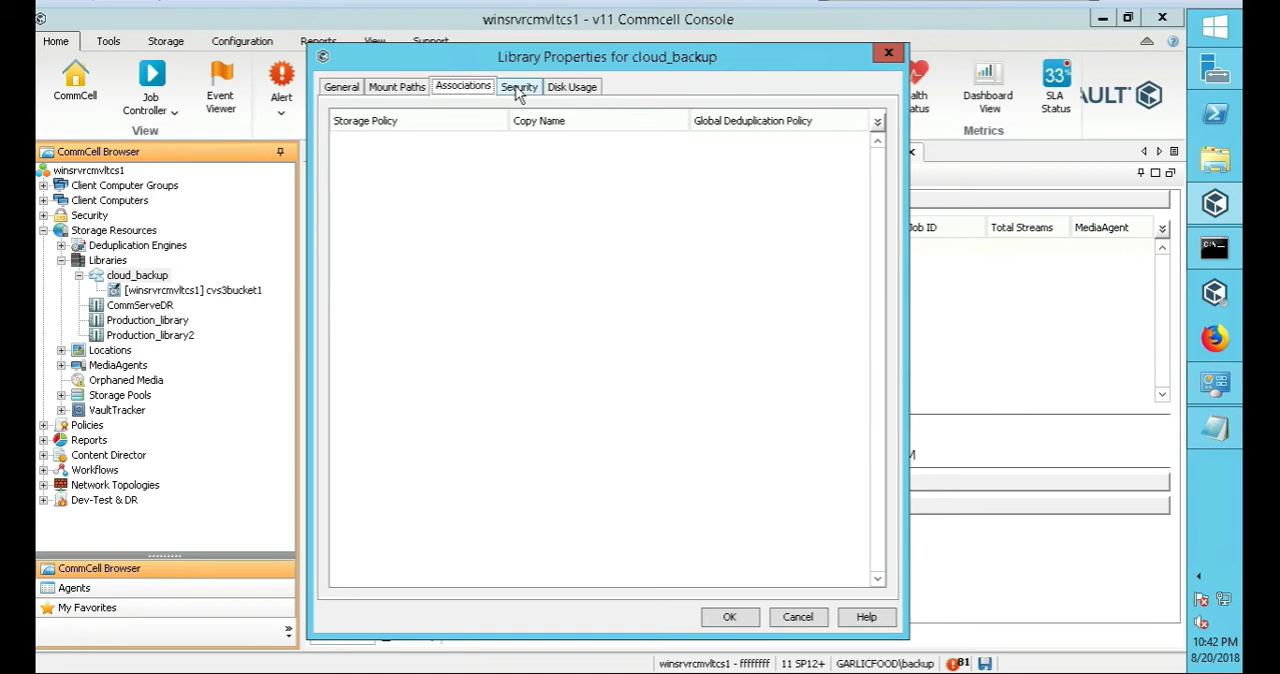 winsrvrcmvltcs1 - v11 Commcell Console
Home Tools Storage Configuration Reports View Support
CommCell
Job Controller
Event Viewer
Alert
View
SLA Status
Dashboard View
Metrics
33%
alth
atus
AULT
CommCell Browser
winsrvrcmvltcs1
Client Computer Groups
Client Computers
Security
Storage Resources
Deduplication Engines
Libraries
cloud_backup
[winsrvrcmvltcs1] cvs3bucket1
CommServeDR
Production_library
Production_library2
Locations
MediaAgents
Orphaned Media
Storage Pools
VaultTracker
Policies
Reports
Content Director
Workflows
Network Topologies
Dev-Test & DR
CommCell Browser
Agents
My Favorites
Library Properties for cloud_backup
General Mount Paths Associations Security Disk Usage
Storage Policy Copy Name Global Deduplication Policy
OK Cancel Help
Job ID Total Streams MediaAgent
M
winsrvrcmvltcs1 - ffffffff 11 SP12+ GARLICFOOD\backup 81
C:\_
10:42 PM
8/20/2018